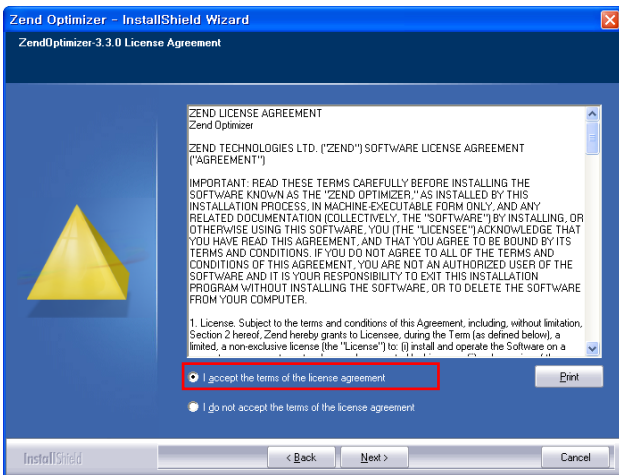 Zend Optimizer - InstallShield Wizard
ZendOptimizer-3.3.0 License Agreement
ZEND LICENSE AGREEMENT
Zend Optimizer
ZEND TECHNOLOGIES LTD. ("ZEND") SOFTWARE LICENSE AGREEMENT
("AGREEMENT")
IMPORTANT: READ THESE TERMS CAREFULLY BEFORE INSTALLING THE
SOFTWARE KNOWN AS THE "ZEND OPTIMIZER," AS INSTALLED BY THIS
INSTALLATION PROCESS, IN MACHINE-EXECUTABLE FORM ONLY, AND ANY
RELATED DOCUMENTATION (COLLECTIVELY, THE "SOFTWARE") BY INSTALLING, OR
OTHERWISE USING THIS SOFTWARE, YOU (THE "LICENSEE") ACKNOWLEDGE THAT
YOU HAVE READ THIS AGREEMENT, AND THAT YOU AGREE TO BE BOUND BY ITS
TERMS AND CONDITIONS. IF YOU DO NOT AGREE TO ALL OF THE TERMS AND
CONDITIONS OF THIS AGREEMENT, YOU ARE NOT AN AUTHORIZED USER OF THE
SOFTWARE AND IT IS YOUR RESPONSIBILITY TO EXIT THIS INSTALLATION
PROGRAM WITHOUT INSTALLING THE SOFTWARE, OR TO DELETE THE SOFTWARE
FROM YOUR COMPUTER.
1. License. Subject to the terms and conditions of this Agreement, including, without limitation,
Section 2 hereof, Zend hereby grants to Licensee, during the Term (as defined below), a
limited, a non-exclusive license (the "License") to: (i) install and operate the Software on a
I accept the terms of the license agreement
Print
I do not accept the terms of the license agreement
InstallShield
< Back
Next >
Cancel